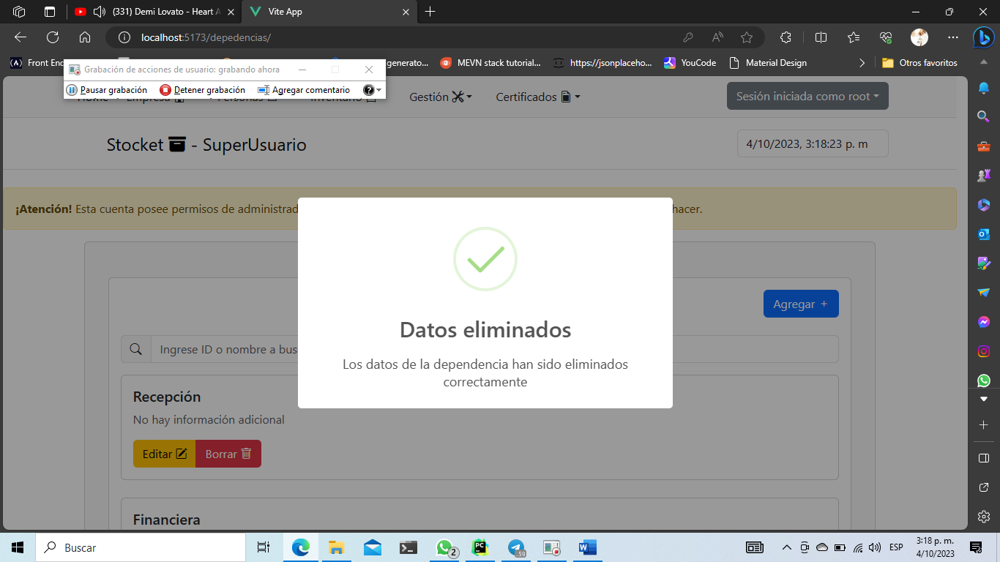 (331) Demi Lovato - Heart A
Vite App
localhost:5173/depedencias/
Front End
generato...
MEVN stack tutorial...
https://jsonplaceho...
YouCode
Material Design
Otros favoritos
Grabación de acciones de usuario: grabando ahora
Pausar grabación
Detener grabación
Agregar comentario
Gestión
Certificados
Sesión iniciada como root
Stocket - SuperUsuario
4/10/2023, 3:18:23 p. m
¡Atención! Esta cuenta posee permisos de administrad
hacer.
Agregar +
Datos eliminados
Ingrese ID o nombre a bus
Los datos de la dependencia han sido eliminados
correctamente
Recepción
No hay información adicional
Editar
Borrar
Financiera
Buscar
2
59
ESP
3:18 p. m.
4/10/2023